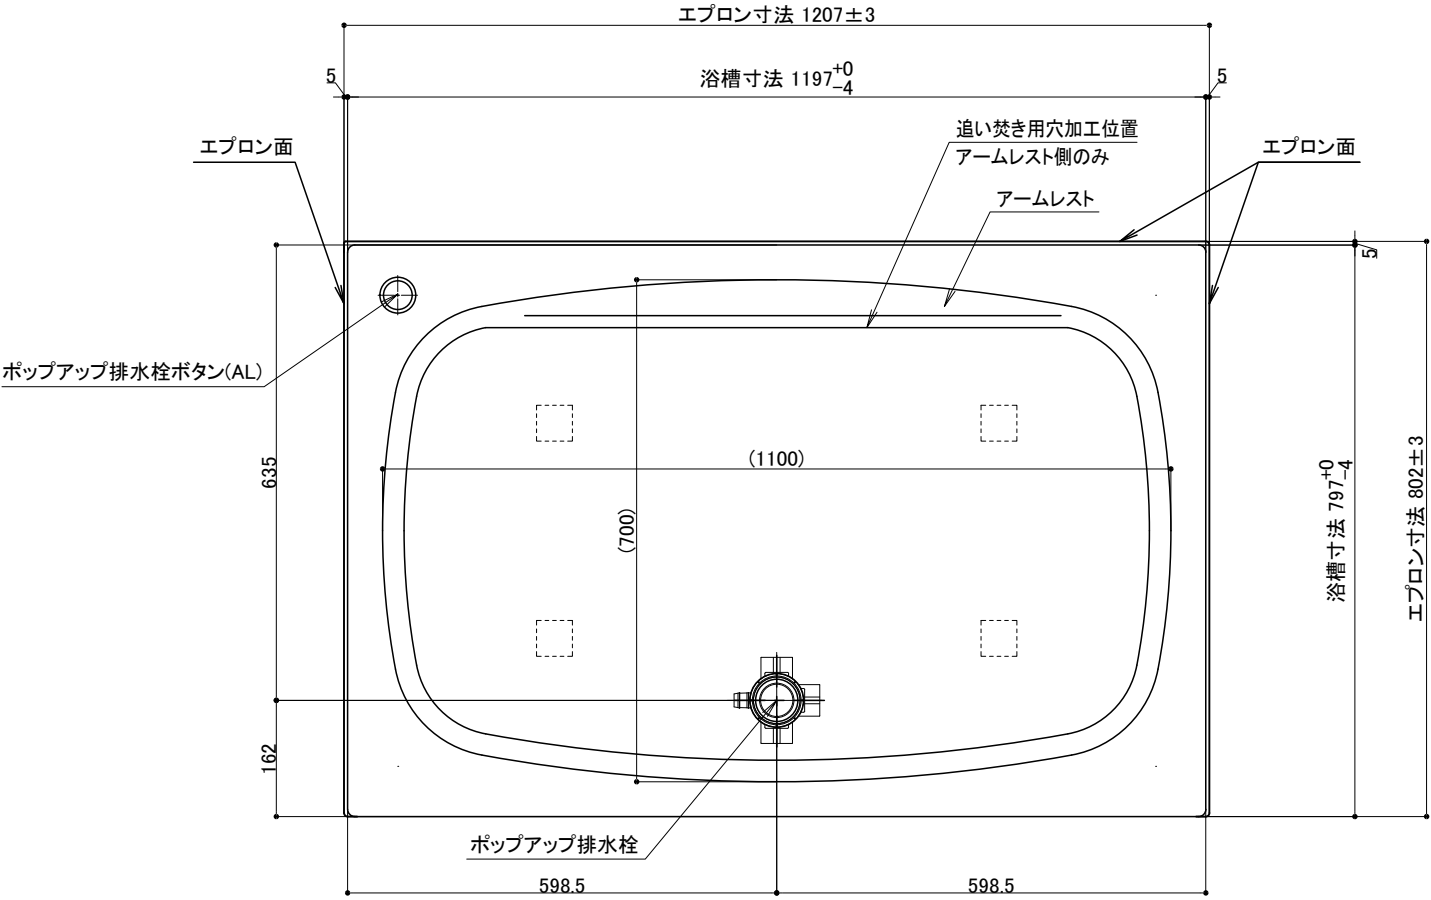 エプロン寸法 1207±3
5
浴槽寸法 1197+0-4
5
エプロン面
追い焚き用穴加工位置
アームレスト側のみ
エプロン面
アームレスト
5
ポップアップ排水栓ボタン(AL)
635
(1100)
(700)
浴槽寸法 797+0-4
エプロン寸法 802±3
162
ポップアップ排水栓
598.5
598.5